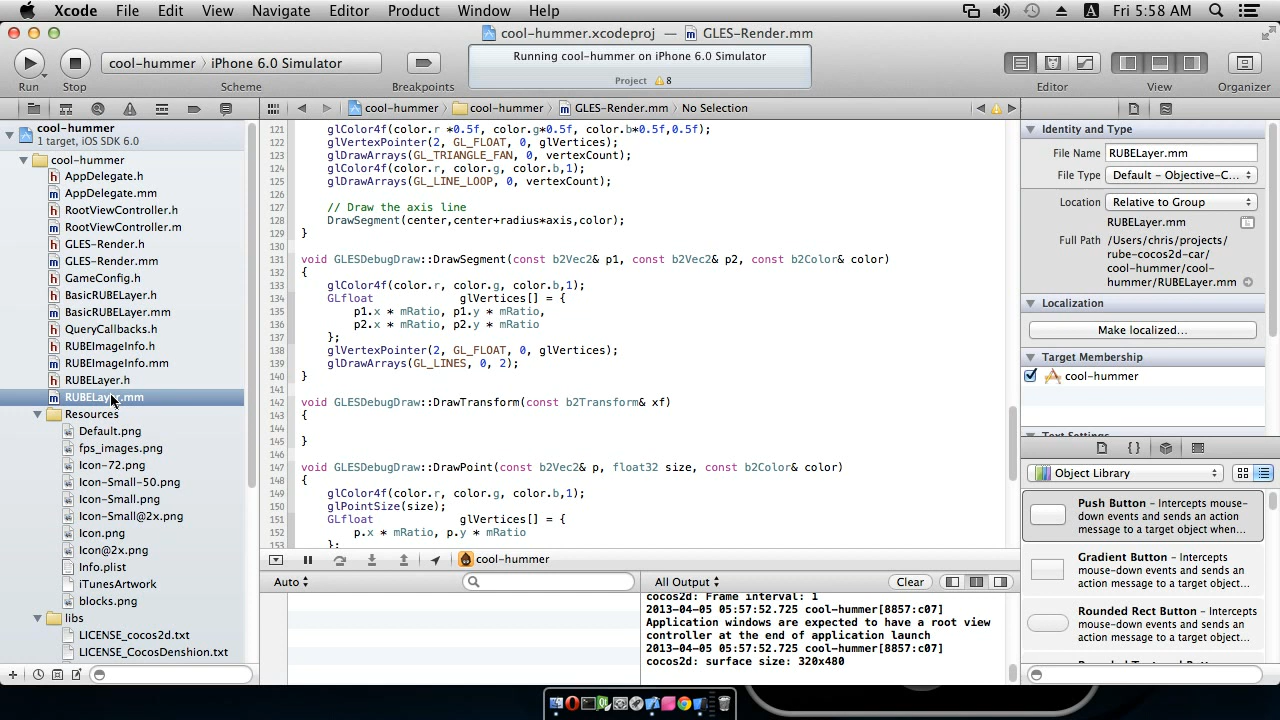 Xcode File Edit View Navigate Editor Product Window Help Fri 5:58 AM
cool-hummer.xcodeproj — GLES-Render.mm
cool-hummer iPhone 6.0 Simulator
Running cool-hummer on iPhone 6.0 Simulator
Project 8
Run Stop Scheme Breakpoints Editor View Organizer
cool-hummer
1 target, iOS SDK 6.0
cool-hummer
AppDelegate.h
AppDelegate.mm
RootViewController.h
RootViewController.m
GLES-Render.h
GLES-Render.mm
GameConfig.h
BasicRUBELayer.h
BasicRUBELayer.mm
QueryCallbacks.h
RUBEImageInfo.h
RUBEImageInfo.mm
RUBELayer.h
RUBELayer.mm
Resources
Default.png
fps_images.png
Icon-72.png
Icon-Small-50.png
Icon-Small.png
Icon-Small@2x.png
Icon.png
Icon@2x.png
Info.plist
iTunesArtwork
blocks.png
libs
LICENSE_cocos2d.txt
LICENSE_CocosDenshion.txt
cool-hummer cool-hummer GLES-Render.mm No Selection
121 glColor4f(color.r *0.5f, color.g*0.5f, color.b*0.5f,0.5f);
122 glVertexPointer(2, GL_FLOAT, 0, glVertices);
123 glDrawArrays(GL_TRIANGLE_FAN, 0, vertexCount);
124 glColor4f(color.r, color.g, color.b,1);
125 glDrawArrays(GL_LINE_LOOP, 0, vertexCount);
126
127 // Draw the axis line
128 DrawSegment(center,center+radius*axis,color);
129 }
130
131 void GLESDebugDraw::DrawSegment(const b2Vec2& p1, const b2Vec2& p2, const b2Color& color)
132 {
133 glColor4f(color.r, color.g, color.b,1);
134 GLfloat glVertices[] = {
135 p1.x * mRatio, p1.y * mRatio,
136 p2.x * mRatio, p2.y * mRatio
137 };
138 glVertexPointer(2, GL_FLOAT, 0, glVertices);
139 glDrawArrays(GL_LINES, 0, 2);
140 }
141
142 void GLESDebugDraw::DrawTransform(const b2Transform& xf)
143 {
144
145 }
146
147 void GLESDebugDraw::DrawPoint(const b2Vec2& p, float32 size, const b2Color& color)
148 {
149 glColor4f(color.r, color.g, color.b,1);
150 glPointSize(size);
151 GLfloat glVertices[] = {
152 p.x * mRatio, p.y * mRatio
153 };
cool-hummer
Auto
All Output Clear
cocos2d: Frame interval: 1
2013-04-05 05:57:52.725 cool-hummer[8857:c07]
Application windows are expected to have a root view
controller at the end of application launch
2013-04-05 05:57:52.725 cool-hummer[8857:c07]
cocos2d: surface size: 320x480
Identity and Type
File Name RUBELayer.mm
File Type Default - Objective-C...
Location Relative to Group
RUBELayer.mm
Full Path /Users/chris/projects/
rube-cocos2d-car/
cool-hummer/cool-
hummer/RUBELayer.mm
Localization
Make localized...
Target Membership
cool-hummer
Text Settings
Object Library
Push Button – Intercepts mouse-
down events and sends an action
message to a target object when...
Gradient Button – Intercepts
mouse-down events and sends an
action message to a target object...
Rounded Rect Button – Intercepts
mouse-down events and sends an
action message to a target object...